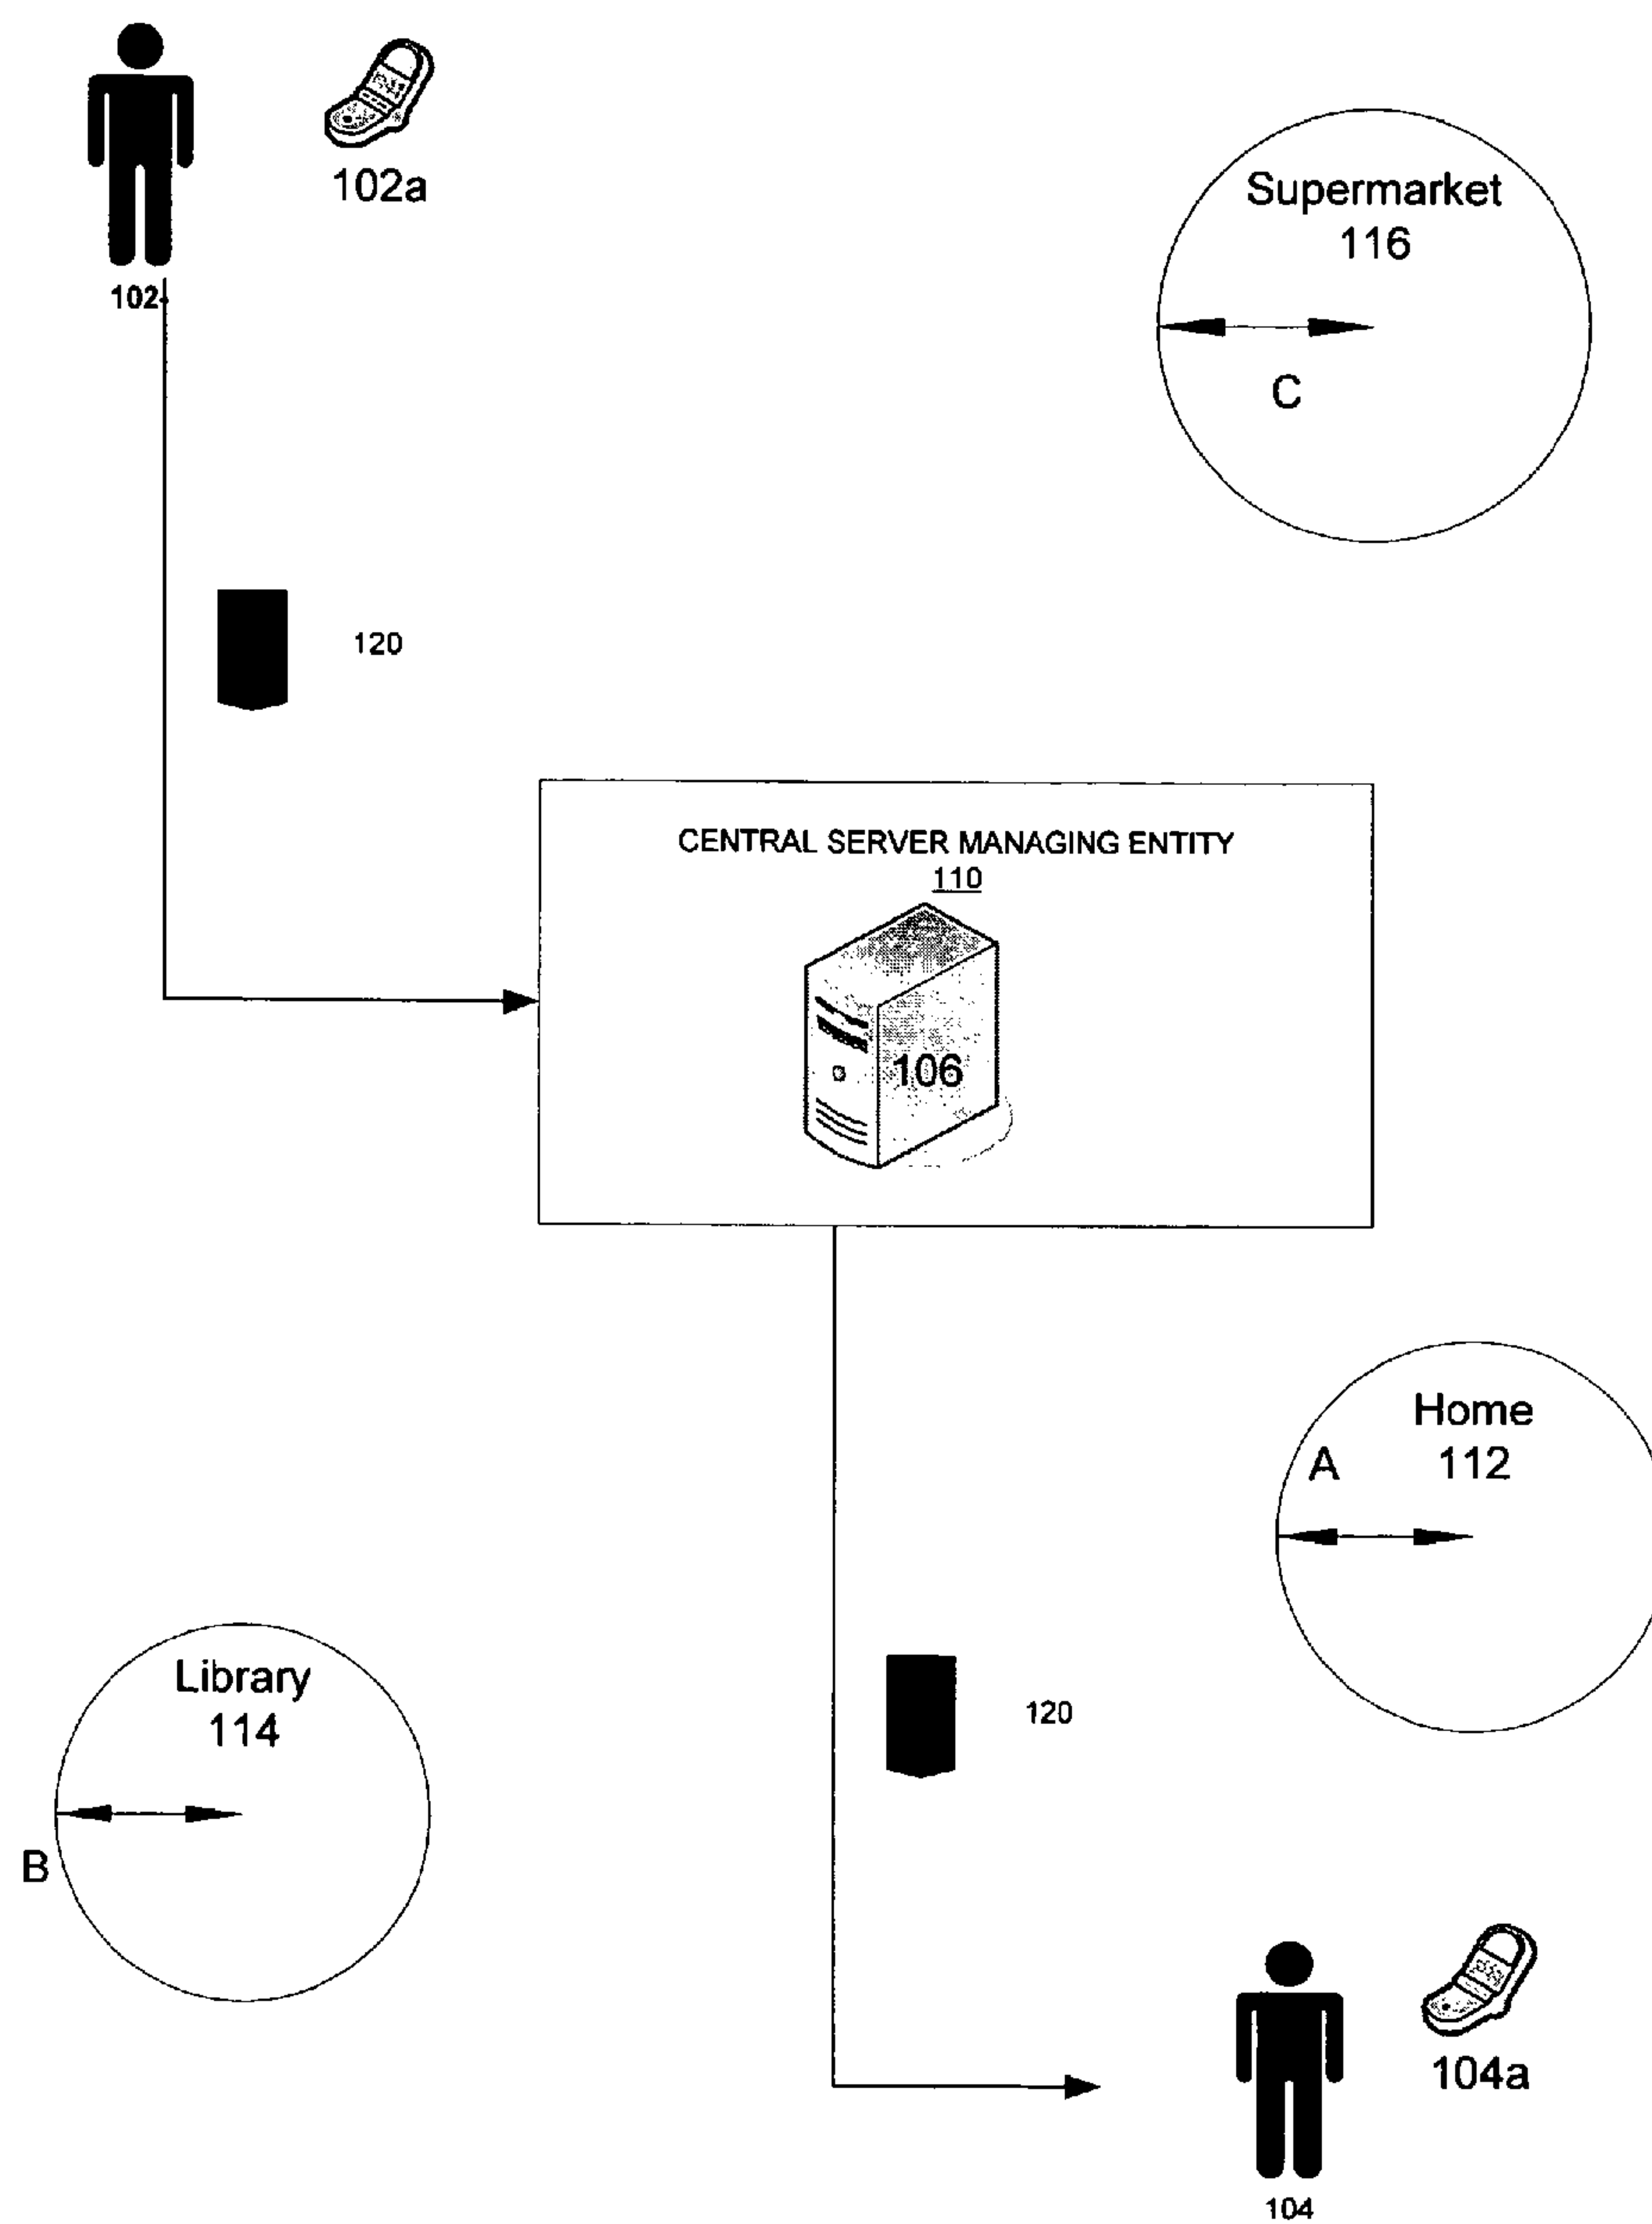 102a
Supermarket
116
C
102
120
CENTRAL SERVER MANAGING ENTITY
110
106
Home
112
A
Library
114
B
120
104a
104